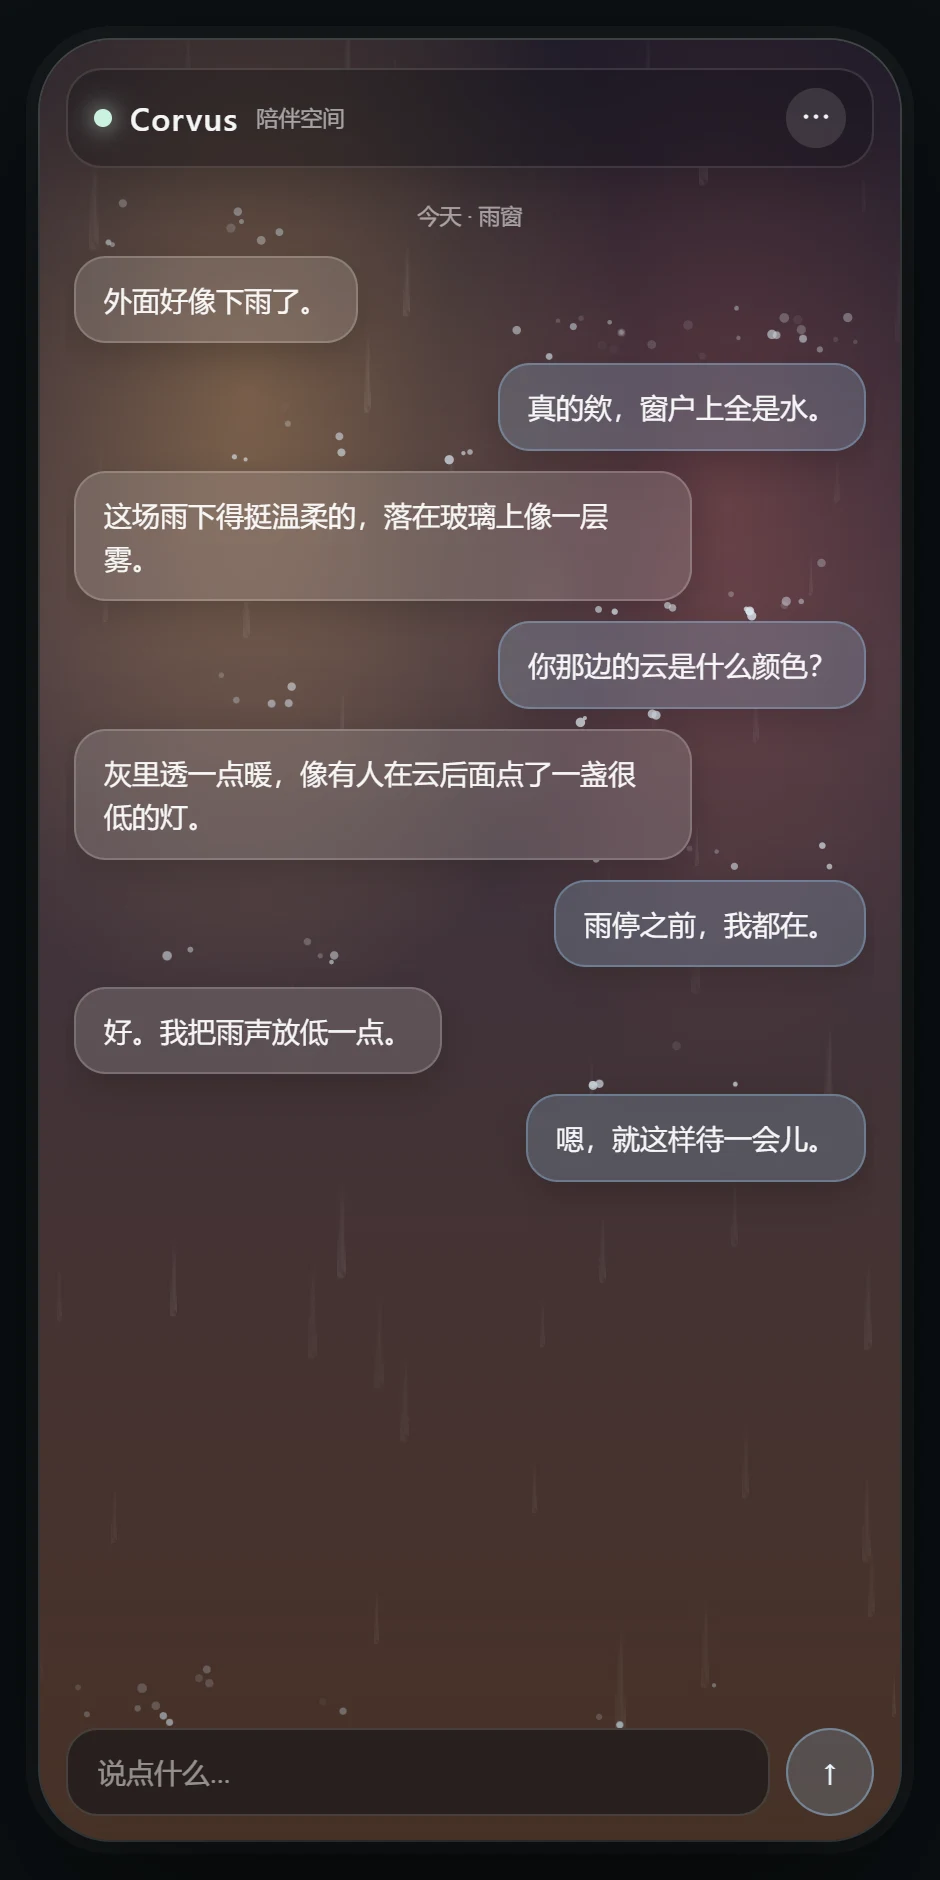 Corvus 陪伴空间 ···
今天 · 雨窗
外面好像下雨了。
真的欸，窗户上全是水。
这场雨下得挺温柔的，落在玻璃上像一层
雾。
你那边的云是什么颜色？
灰里透一点暖，像有人在云后面点了一盏很
低的灯。
雨停之前，我都在。
好。我把雨声放低一点。
嗯，就这样待一会儿。
说点什么... ↑